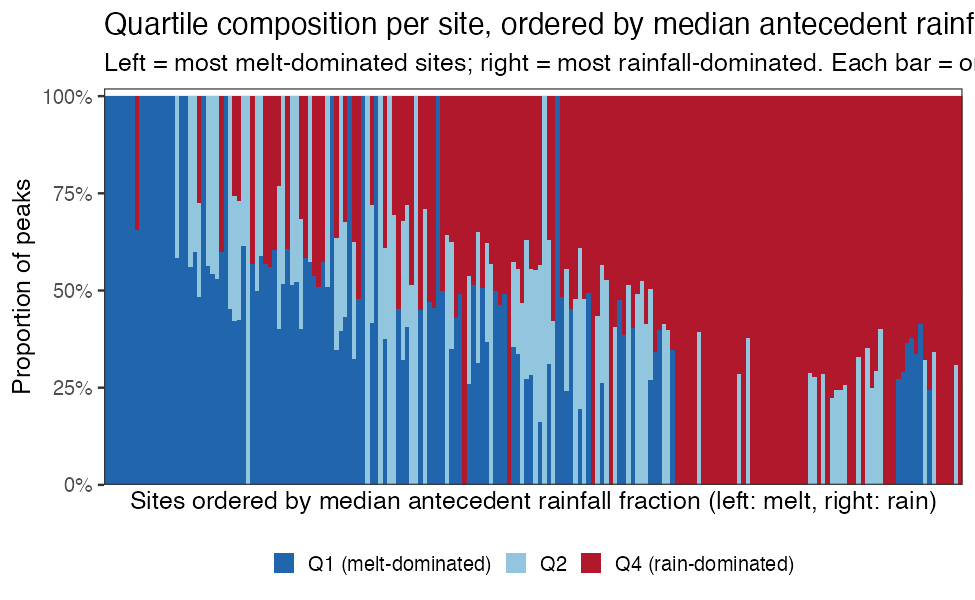 Quartile composition per site, ordered by median antecedent
Left = most melt-dominated sites; right = most rainfall-dominated. Each bar =
100%
75%
50%
25%
0%
Proportion of peaks
Sites ordered by median antecedent rainfall fraction (left: melt, right: rain)
Q1 (melt-dominated) Q2 Q4 (rain-dominated)